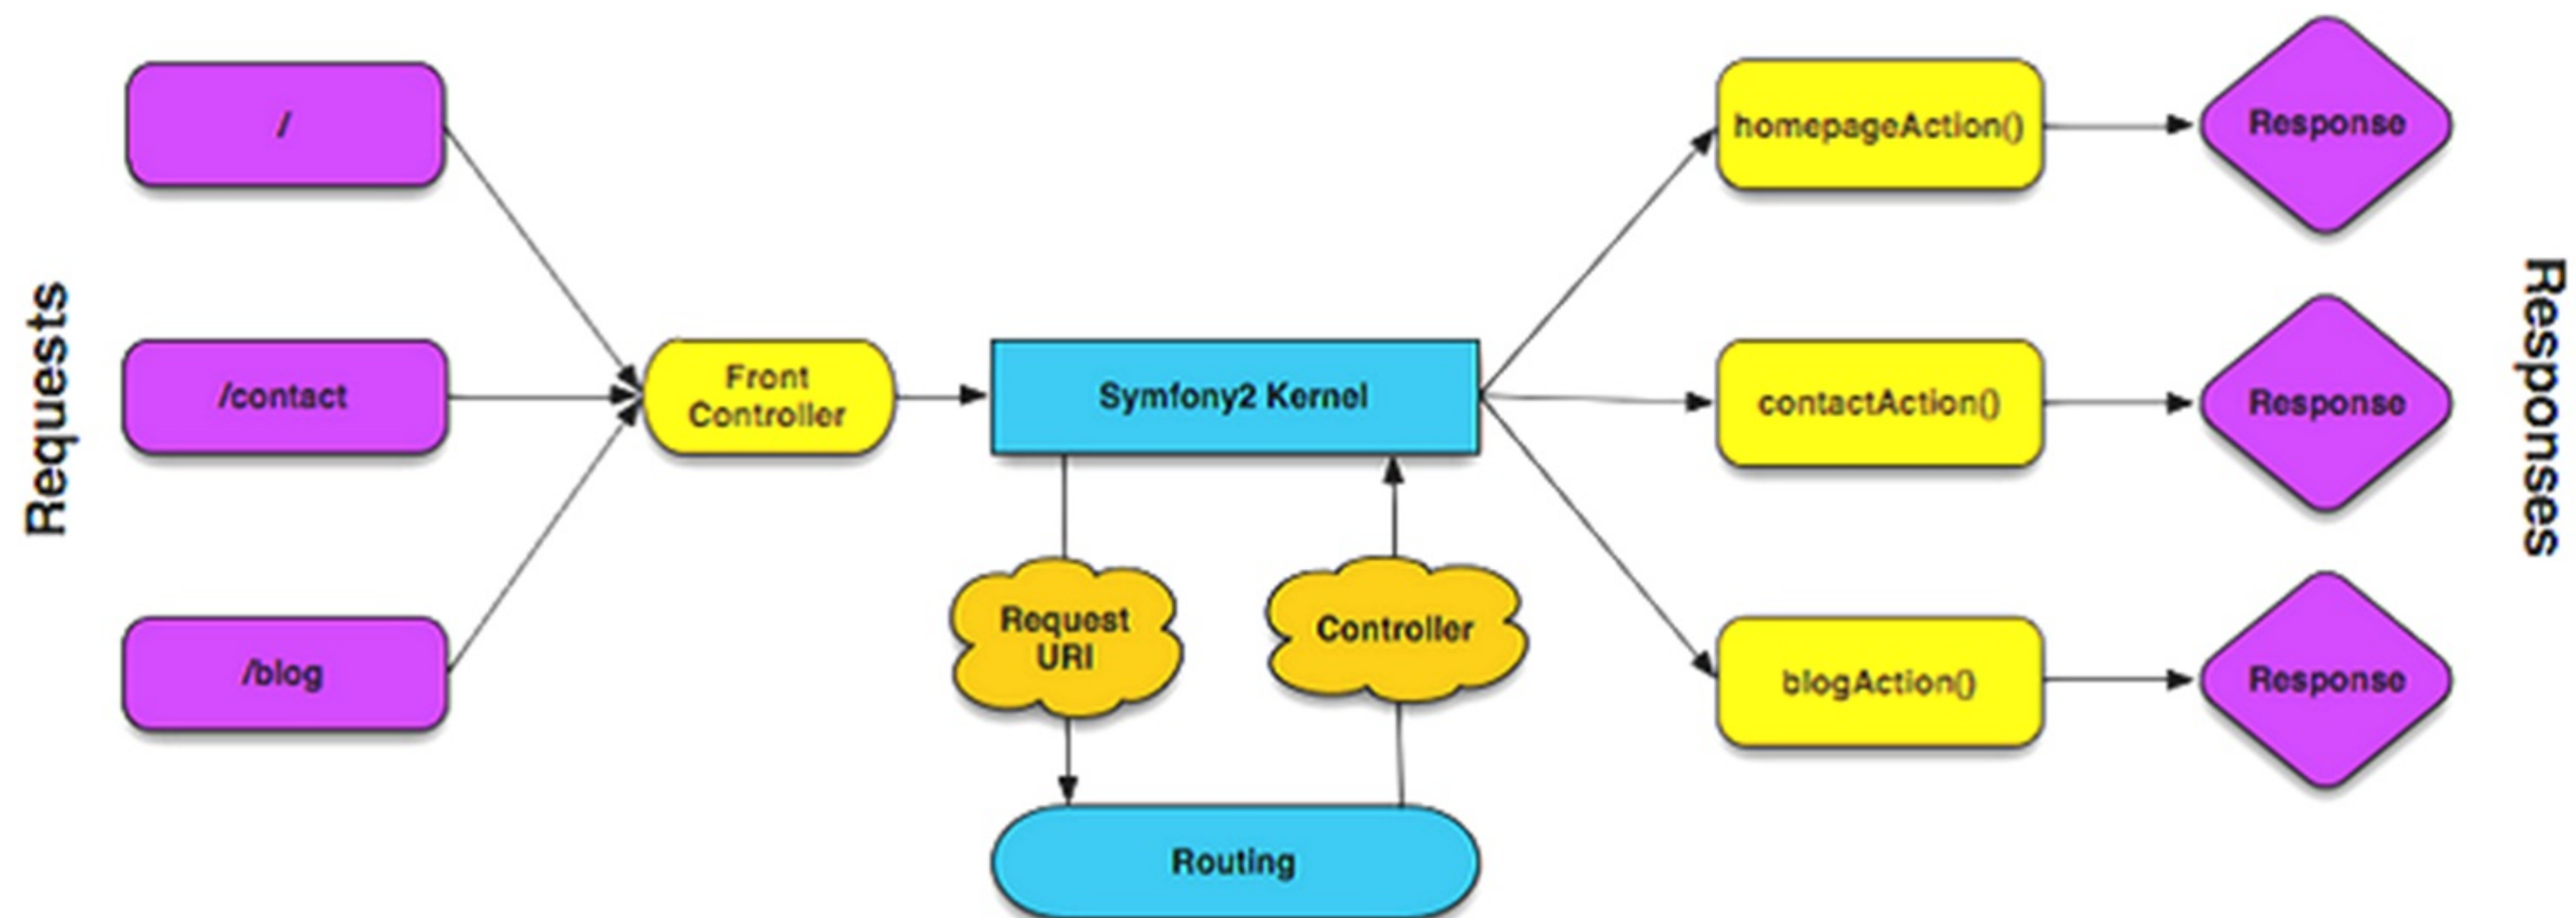 Requests
/
/contact
/blog
Front
Controller
Symfony2 Kernel
Request
URI
Controller
Routing
homepageAction()
contactAction()
blogAction()
Response
Response
Response
Responses